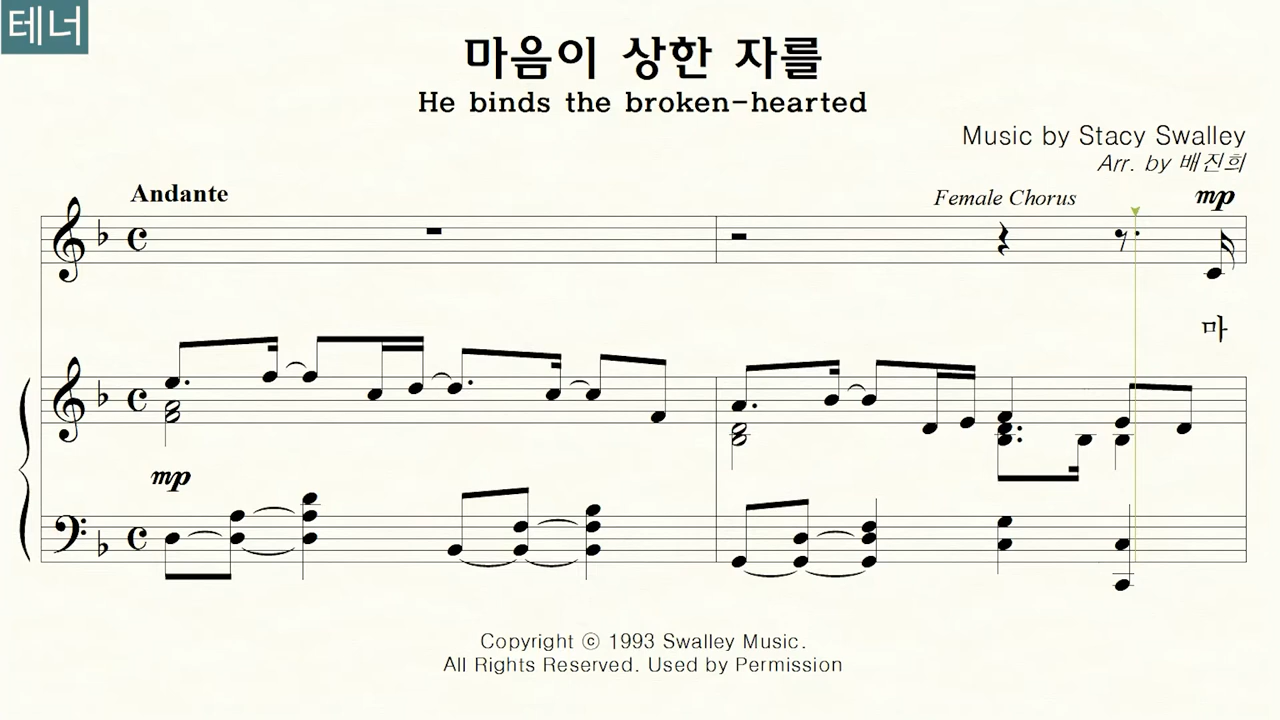 테너
마음이 상한 자를
He binds the broken-hearted
Music by Stacy Swalley
Arr. by 배진희
Andante
Female Chorus
mp
마
mp
Copyright ⓒ 1993 Swalley Music.
All Rights Reserved. Used by Permission